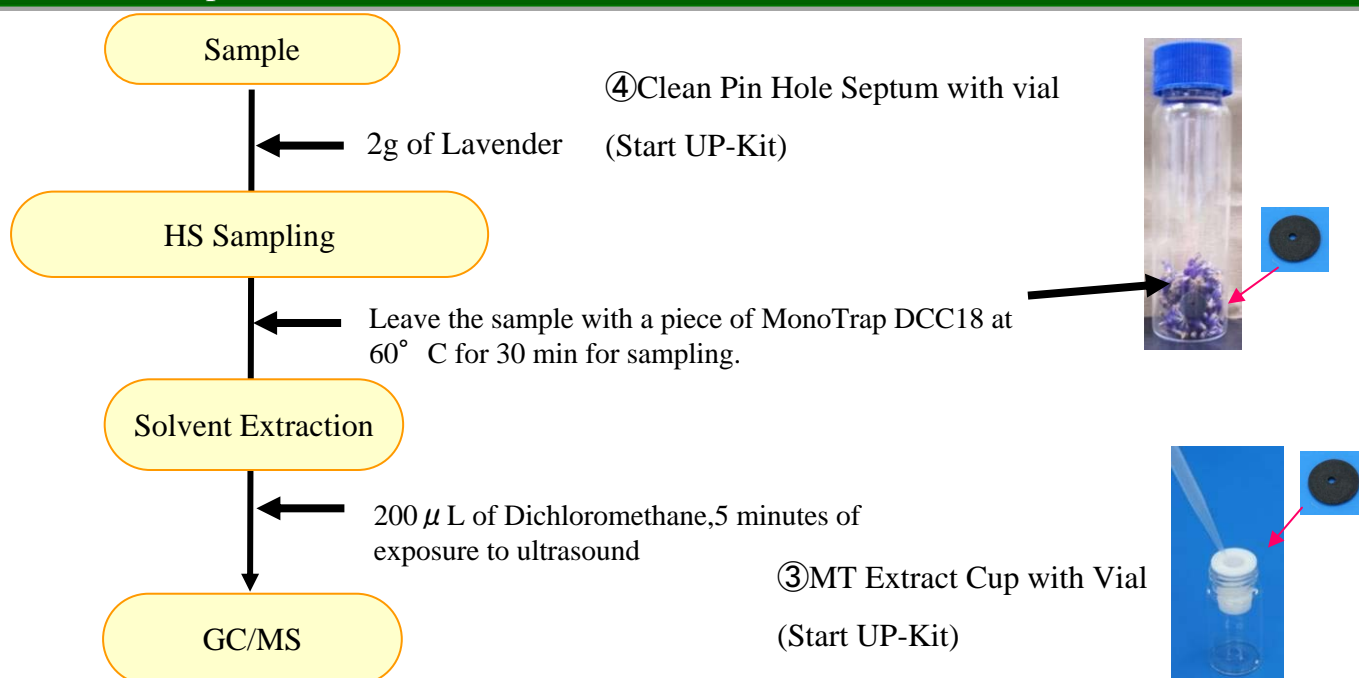 Sample
④Clean Pin Hole Septum with vial
2g of Lavender
(Start UP-Kit)
HS Sampling
Leave the sample with a piece of MonoTrap DCC18 at
60°C for 30 min for sampling.
Solvent Extraction
200μL of Dichloromethane,5 minutes of
exposure to ultrasound
③MT Extract Cup with Vial
(Start UP-Kit)
GC/MS